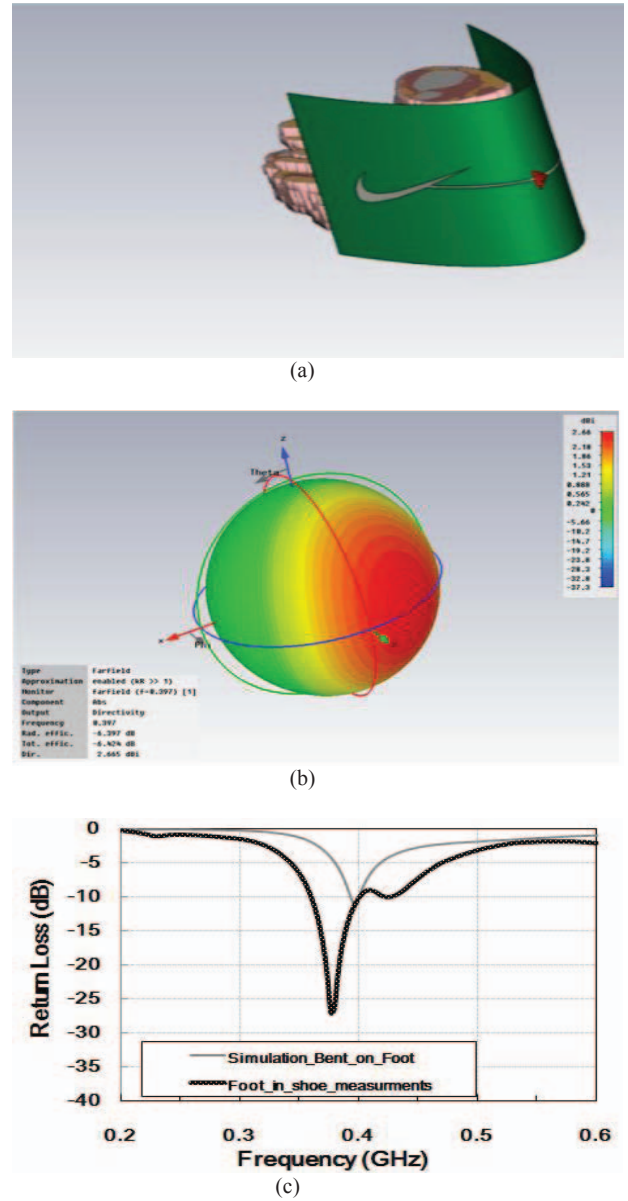 (a)
dBi
2.66
2.10
1.86
1.53
1.21
0.888
0.565
0.242
0
-5.66
-10.2
-14.7
-19.2
-23.8
-28.3
-32.8
-37.3
z
Theta
x
Phi
Type Farfield
Approximation enabled (kR >> 1)
Monitor farfield (f=0.397) [1]
Component Abs
Output Directivity
Frequency 0.397
Rad. effic. -6.397 dB
Tot. effic. -6.424 dB
Dir. 2.665 dBi
(b)
0
-5
-10
-15
-20
-25
-30
-35
-40
Return Loss (dB)
Simulation_Bent_on_Foot
Foot_in_shoe_measurments
0.2 0.3 0.4 0.5 0.6
Frequency (GHz)
(c)